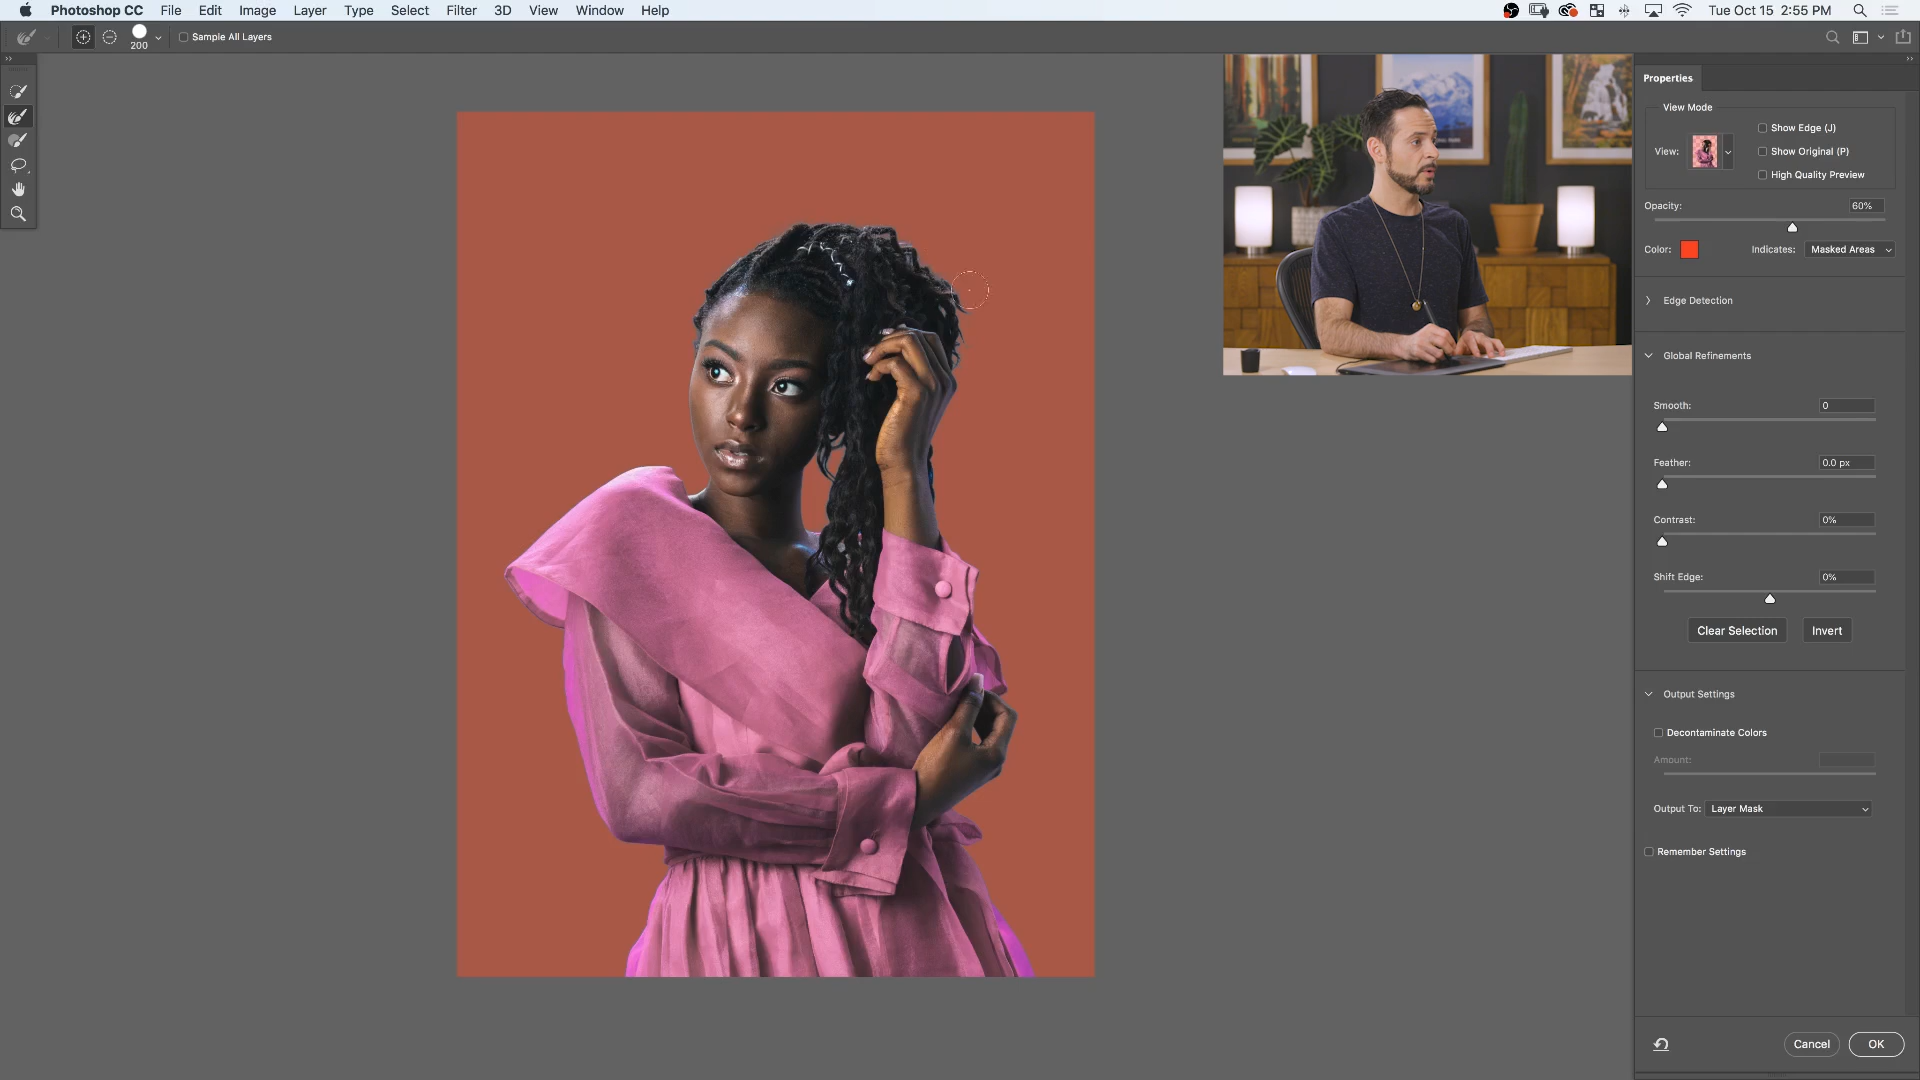 Photoshop CC File Edit Image Layer Type Select Filter 3D View Window Help Tue Oct 15 2:55 PM
200 Sample All Layers
Properties
View Mode
Show Edge (J)
View: Show Original (P)
High Quality Preview
Opacity: 60%
Color: Indicates: Masked Areas
Edge Detection
Global Refinements
Smooth: 0
Feather: 0.0 px
Contrast: 0%
Shift Edge: 0%
Clear Selection Invert
Output Settings
Decontaminate Colors
Amount:
Output To: Layer Mask
Remember Settings
Cancel OK